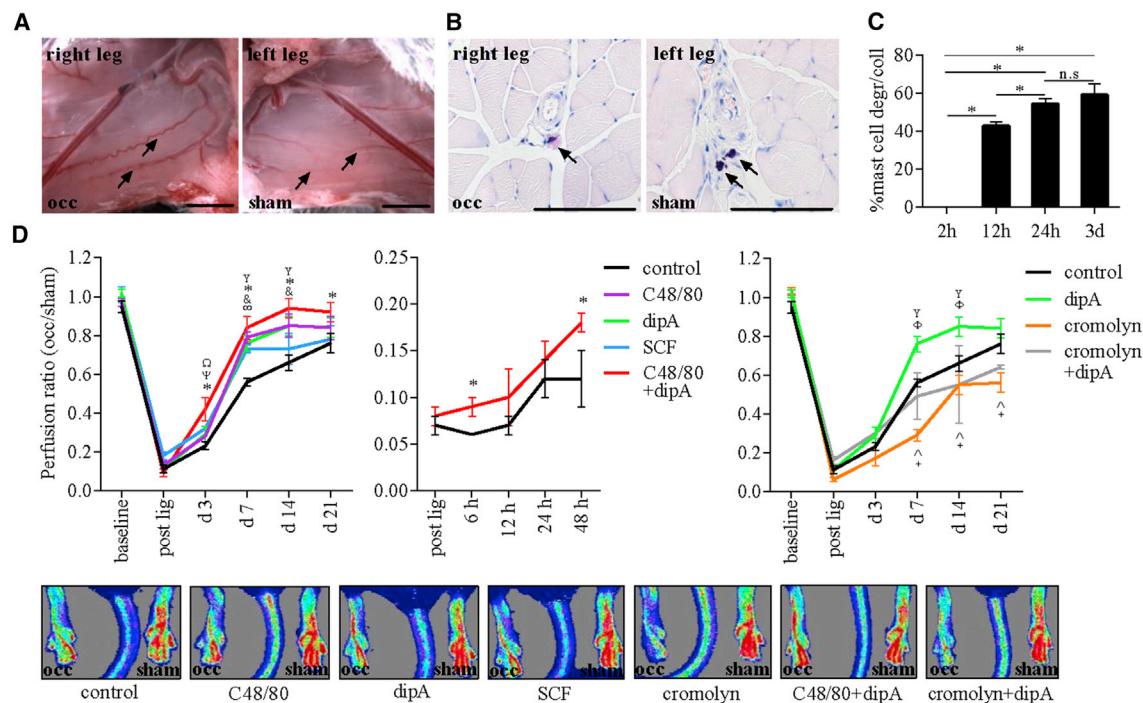 A
right leg
left leg
occ
sham
B
right leg
left leg
occ
sham
C
%mast cell degr/coll
80
60
40
20
0
*
*
n.s
*
*
2h
12h
24h
3d
D
Perfusion ratio (occ/sham)
1.2
1.0
0.8
0.6
0.4
0.2
0.0
Ω
Ψ
*
Υ
*
&
∞
Υ
*
&
*
baseline
post lig
d 3
d 7
d 14
d 21
0.25
0.20
0.15
0.10
0.05
0.00
*
*
post lig
6 h
12 h
24 h
48 h
control
C48/80
dipA
SCF
C48/80
+dipA
1.2
1.0
0.8
0.6
0.4
0.2
0.0
Υ
Φ
Υ
Φ
^
+
^
+
^
+
baseline
post lig
d 3
d 7
d 14
d 21
control
dipA
cromolyn
cromolyn
+dipA
occ sham
control
occ sham
C48/80
occ sham
dipA
occ sham
SCF
occ sham
cromolyn
occ sham
C48/80+dipA
occ sham
cromolyn+dipA